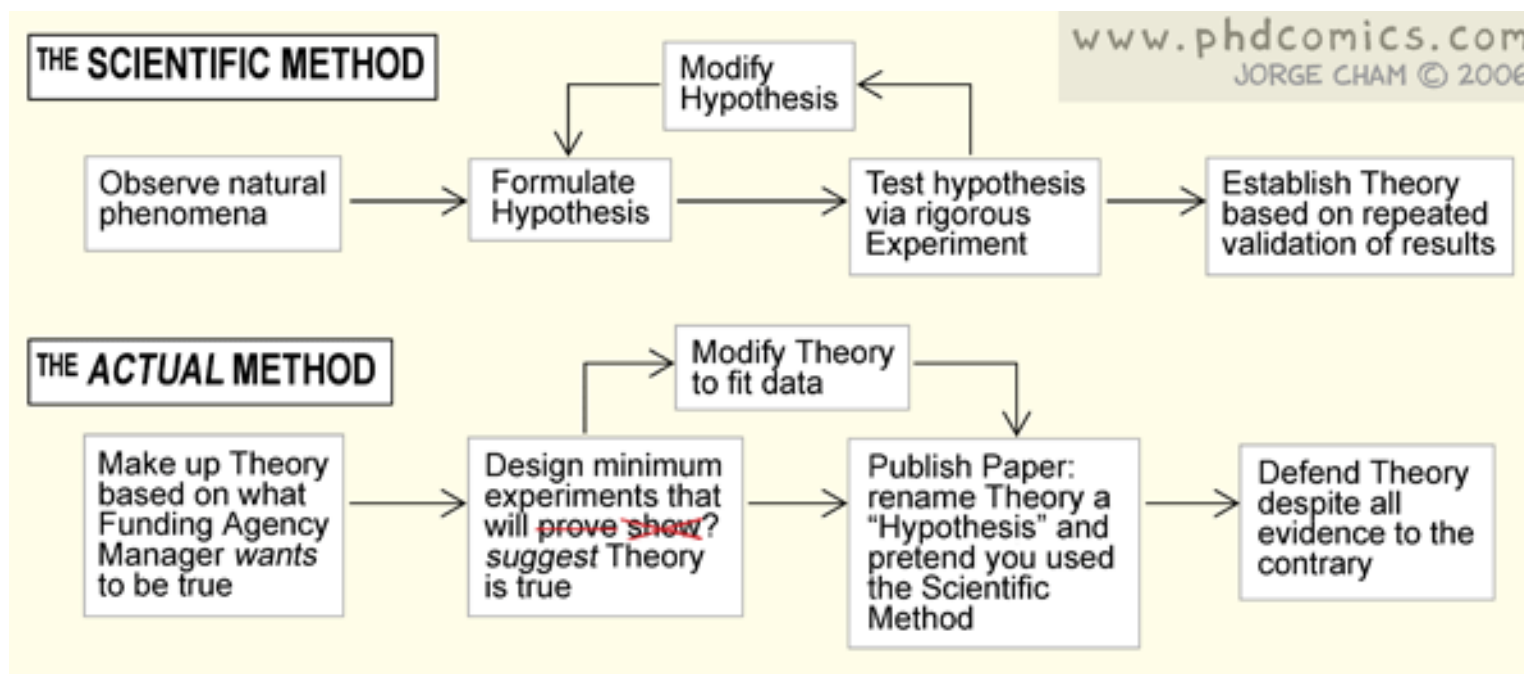 THE SCIENTIFIC METHOD
www.phdcomics.com
JORGE CHAM © 2006
Modify
Hypothesis
Observe natural
phenomena
Formulate
Hypothesis
Test hypothesis
via rigorous
Experiment
Establish Theory
based on repeated
validation of results
THE ACTUAL METHOD
Modify Theory
to fit data
Make up Theory
based on what
Funding Agency
Manager wants
to be true
Design minimum
experiments that
will prove show?
suggest Theory
is true
Publish Paper:
rename Theory a
“Hypothesis” and
pretend you used
the Scientific
Method
Defend Theory
despite all
evidence to the
contrary